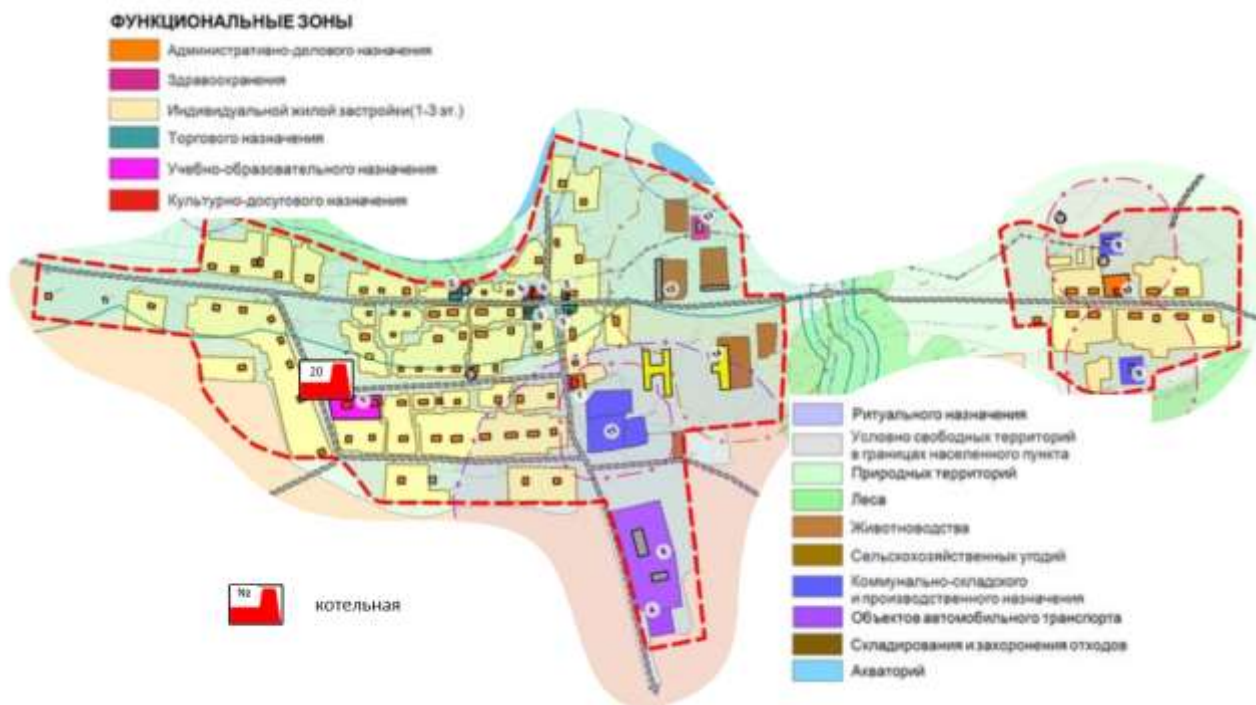 ФУНКЦИОНАЛЬНЫЕ ЗОНЫ
Административно-делового назначения
Здравоохранения
Индивидуальной жилой застройки(1-3 эт.)
Торгового назначения
Учебно-образовательного назначения
Культурно-досугового назначения
20
№
котельная
Ритуального назначения
Условно свободных территорий
в границах населенного пункта
Природных территорий
Леса
Животноводства
Сельскохозяйственных угодий
Коммунально-складского
и производственного назначения
Объектов автомобильного транспорта
Складирования и захоронения отходов
Акваторий